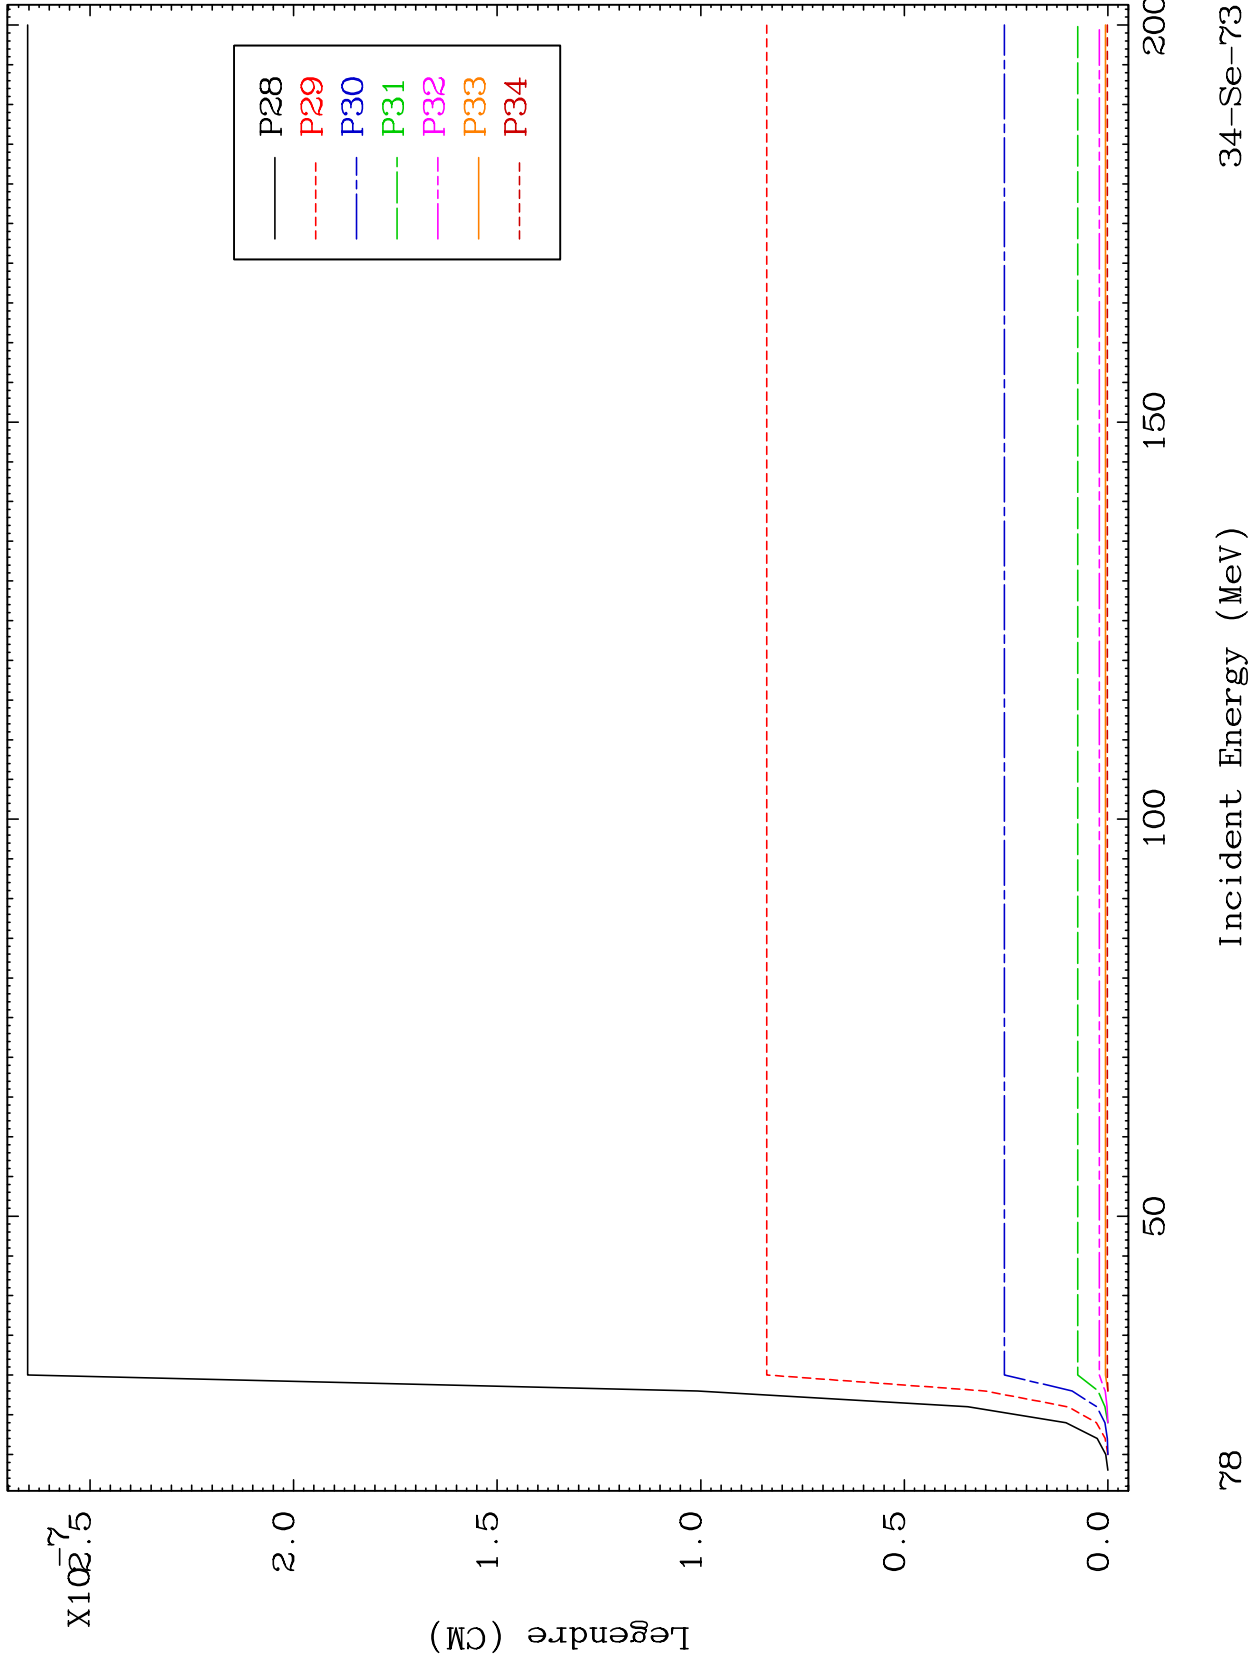 X10-7
2.5
2.0
1.5
1.0
0.5
0.0
Legendre (CM)
P28
P29
P30
P31
P32
P33
P34
50
100
150
200
78
Incident Energy (MeV)
34-Se-73